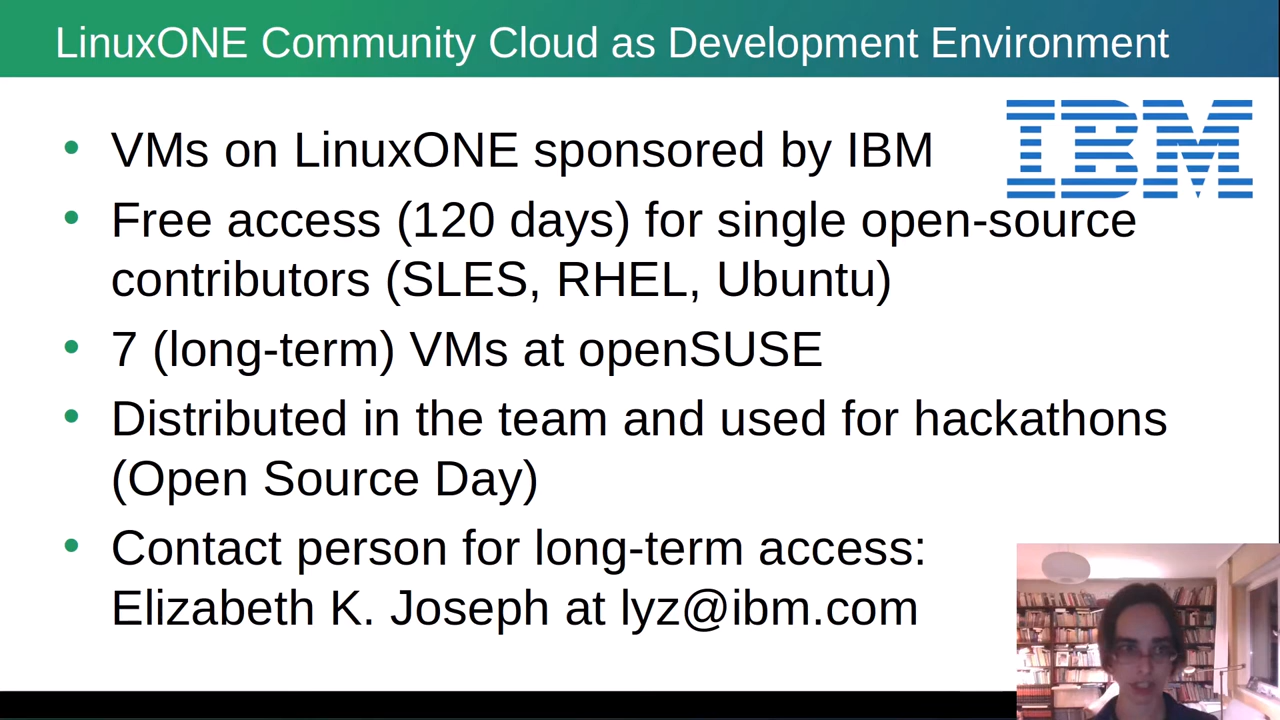 LinuxONE Community Cloud as Development Environment
IBM
VMs on LinuxONE sponsored by IBM
Free access (120 days) for single open-source
contributors (SLES, RHEL, Ubuntu)
7 (long-term) VMs at openSUSE
Distributed in the team and used for hackathons
(Open Source Day)
Contact person for long-term access:
Elizabeth K. Joseph at lyz@ibm.com